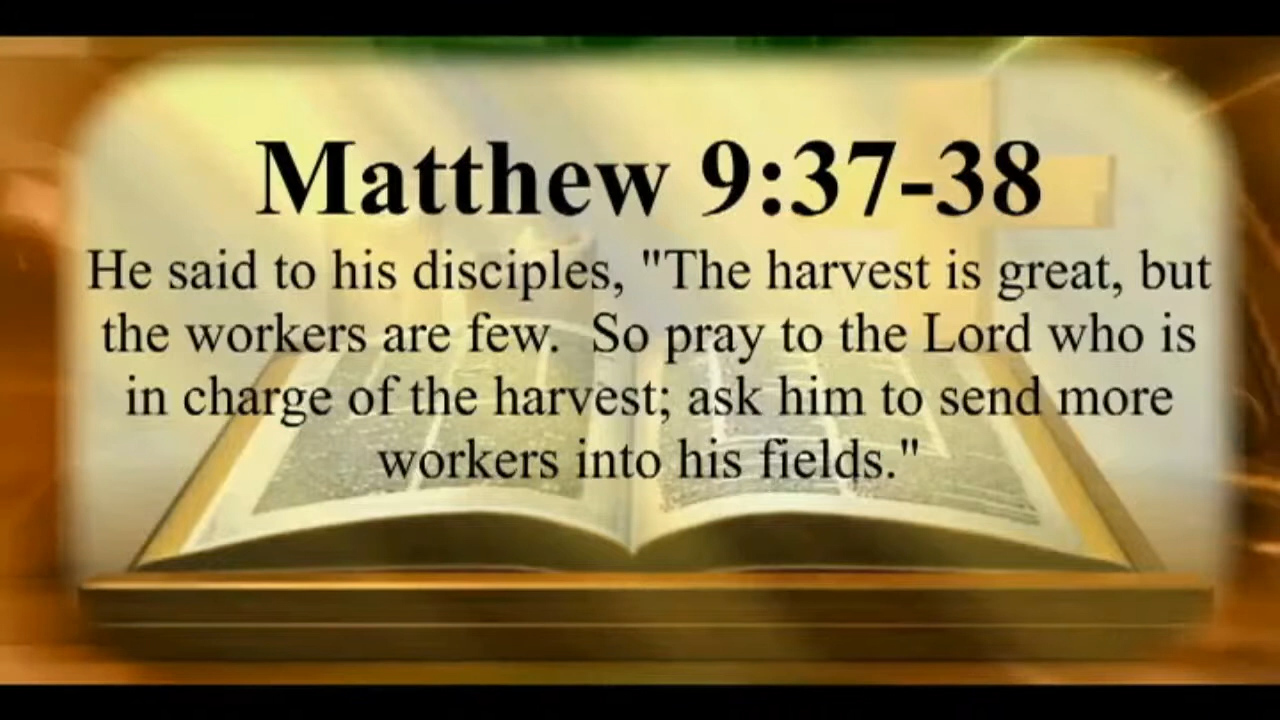 Matthew 9:37-38
He said to his disciples, "The harvest is great, but
the workers are few.  So pray to the Lord who is
in charge of the harvest; ask him to send more
workers into his fields."